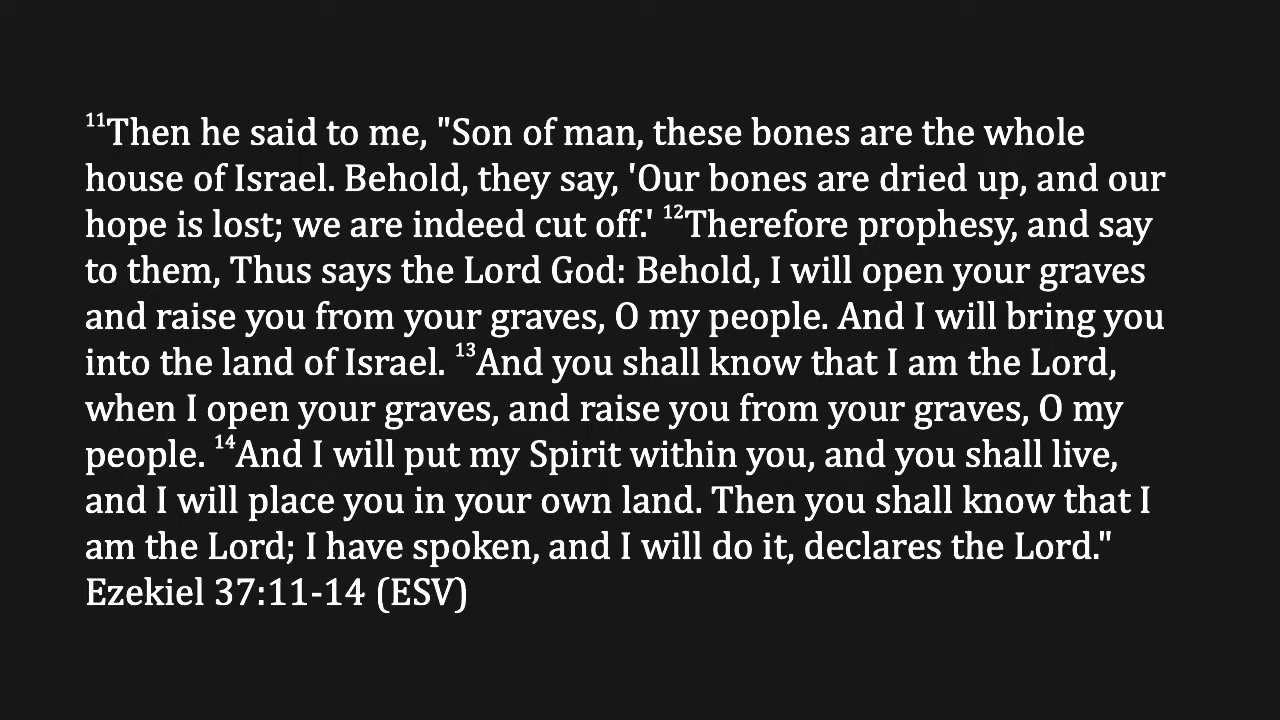 ¹¹Then he said to me, "Son of man, these bones are the whole
house of Israel. Behold, they say, 'Our bones are dried up, and our
hope is lost; we are indeed cut off.' ¹²Therefore prophesy, and say
to them, Thus says the Lord God: Behold, I will open your graves
and raise you from your graves, O my people. And I will bring you
into the land of Israel. ¹³And you shall know that I am the Lord,
when I open your graves, and raise you from your graves, O my
people. ¹⁴And I will put my Spirit within you, and you shall live,
and I will place you in your own land. Then you shall know that I
am the Lord; I have spoken, and I will do it, declares the Lord."
Ezekiel 37:11-14 (ESV)